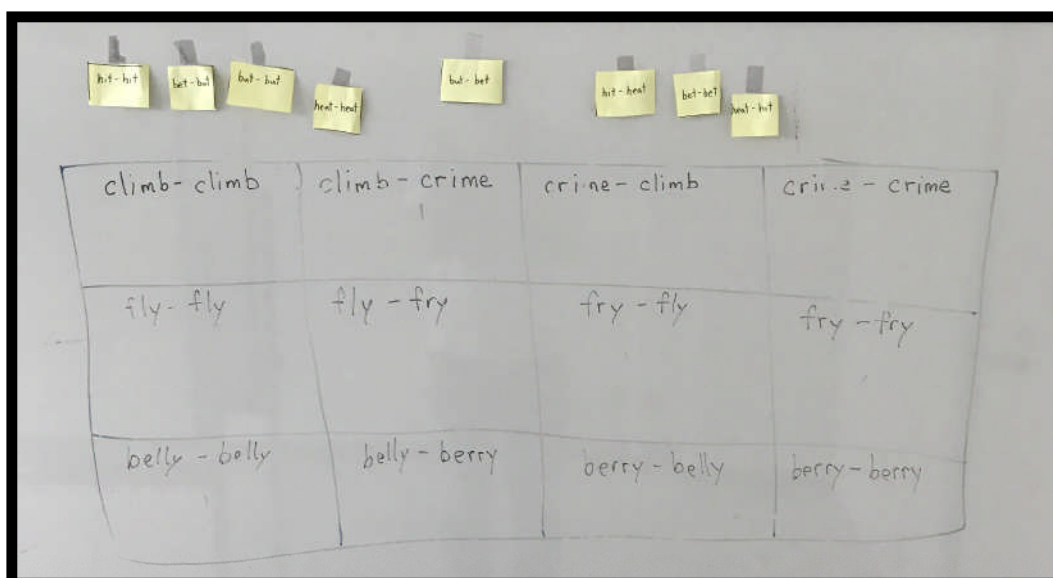 hit - hit
bet - but
but - but
heat - heat
but - bet
hit - heat
bet - bet
heat - hit
climb - climb
climb - crime
crime - climb
crime - crime
fly - fly
fly - fry
fry - fly
fry - fry
belly - belly
belly - berry
berry - belly
berry - berry